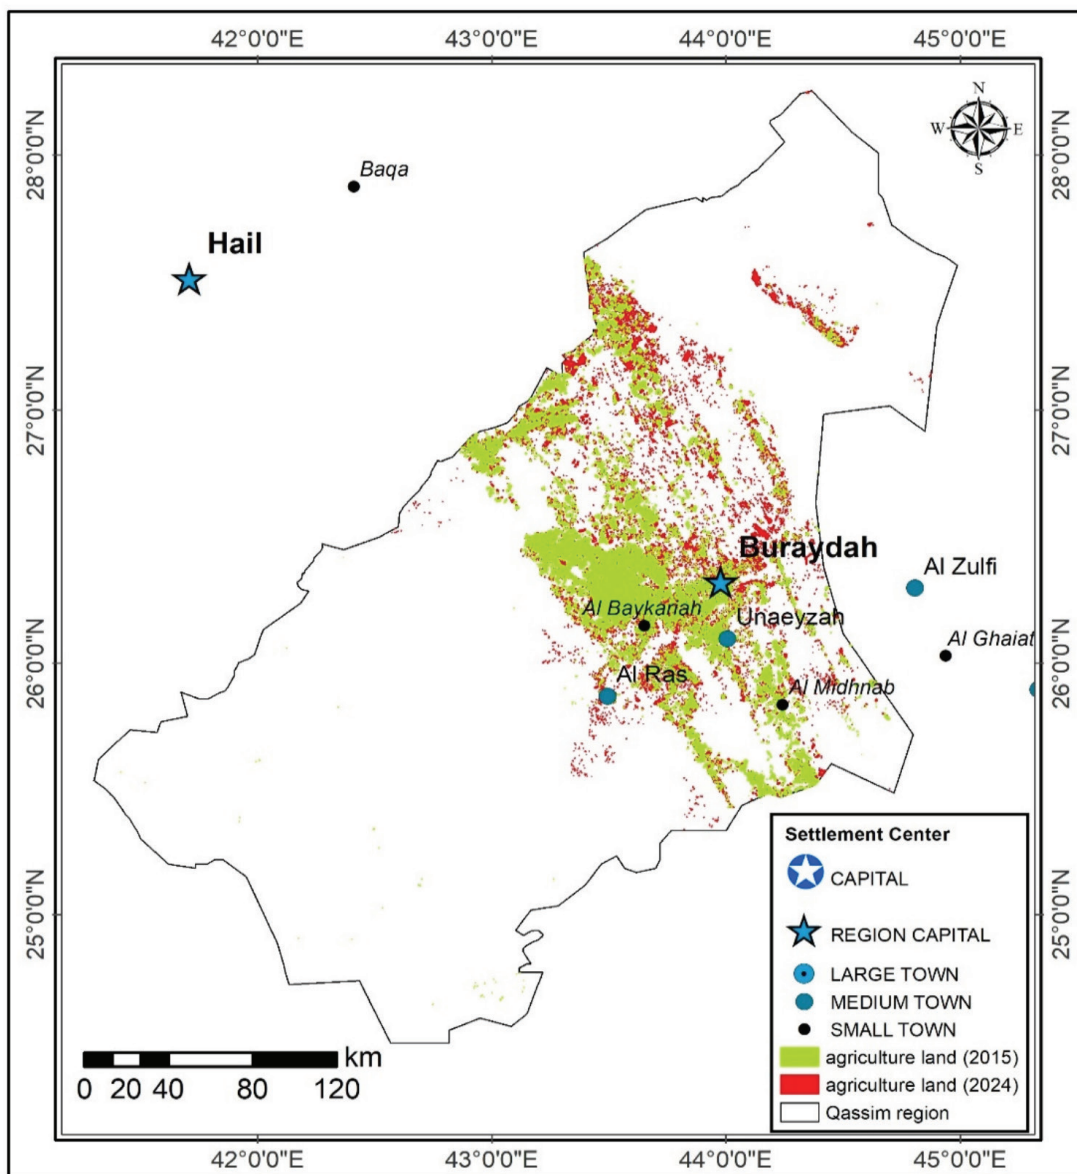 42°0'0"E 43°0'0"E 44°0'0"E 45°0'0"E
28°0'0"N
27°0'0"N
26°0'0"N
25°0'0"N
28°0'0"N
27°0'0"N
26°0'0"N
25°0'0"N
N
W E
S
Baqa
Hail
Buraydah
Al Zulfi
Al Baykariah
Unaeyzah
Al Ghaiat
Al Ras
Al Midhnab
Settlement Center
CAPITAL
REGION CAPITAL
LARGE TOWN
MEDIUM TOWN
SMALL TOWN
agriculture land (2015)
agriculture land (2024)
Qassim region
km
0 20 40 80 120
42°0'0"E 43°0'0"E 44°0'0"E 45°0'0"E